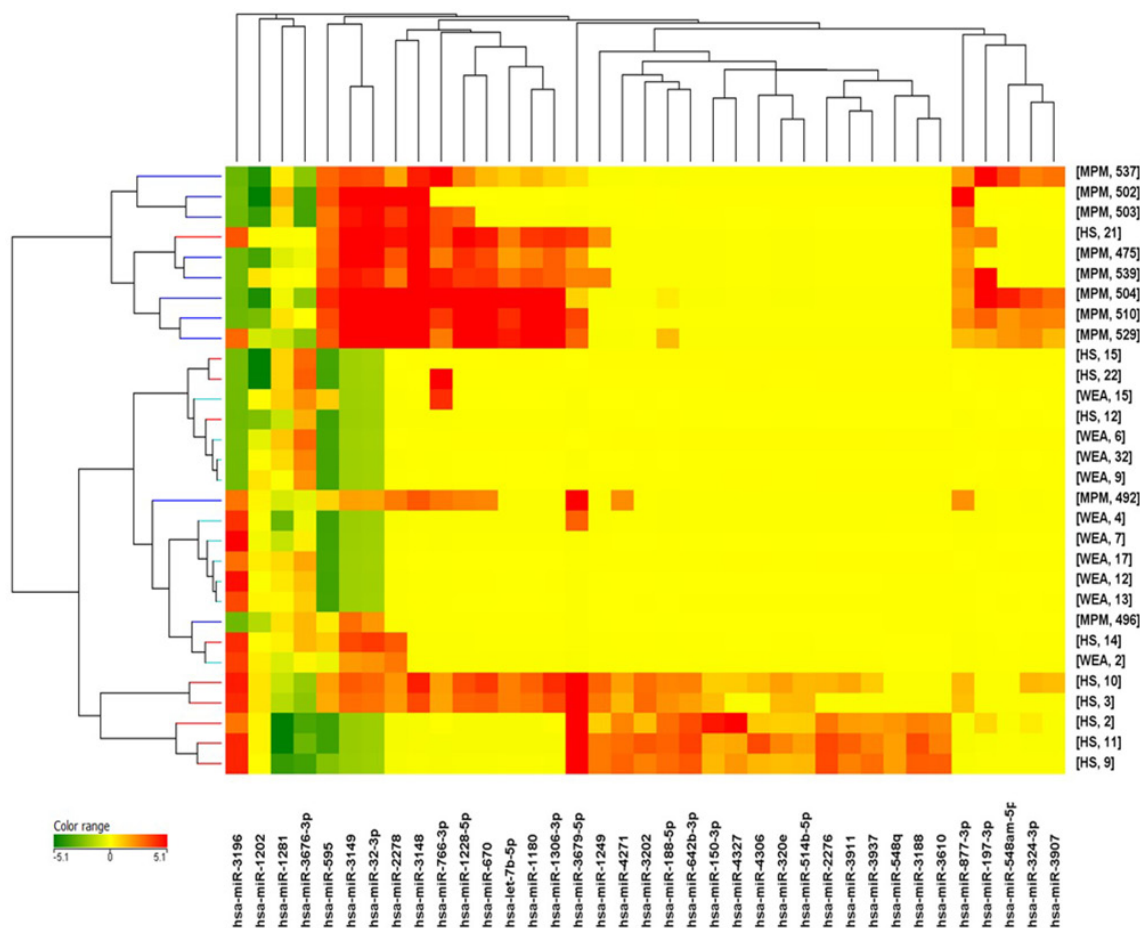 [MPM, 537]
[MPM, 502]
[MPM, 503]
[HS, 21]
[MPM, 475]
[MPM, 539]
[MPM, 504]
[MPM, 510]
[MPM, 529]
[HS, 15]
[HS, 22]
[WEA, 15]
[HS, 12]
[WEA, 6]
[WEA, 32]
[WEA, 9]
[MPM, 492]
[WEA, 4]
[WEA, 7]
[WEA, 17]
[WEA, 12]
[WEA, 13]
[MPM, 496]
[HS, 14]
[WEA, 2]
[HS, 10]
[HS, 3]
[HS, 2]
[HS, 11]
[HS, 9]
Color range
-5.1 0 5.1
hsa-miR-3196
hsa-miR-1202
hsa-miR-1281
hsa-miR-3676-3p
hsa-miR-595
hsa-miR-3149
hsa-miR-32-3p
hsa-miR-2278
hsa-miR-3148
hsa-miR-766-3p
hsa-miR-1228-5p
hsa-miR-670
hsa-let-7b-5p
hsa-miR-1180
hsa-miR-1306-3p
hsa-miR-3679-5p
hsa-miR-1249
hsa-miR-4271
hsa-miR-3202
hsa-miR-188-5p
hsa-miR-642b-3p
hsa-miR-150-3p
hsa-miR-4327
hsa-miR-4306
hsa-miR-320e
hsa-miR-514b-5p
hsa-miR-2276
hsa-miR-3911
hsa-miR-3937
hsa-miR-548q
hsa-miR-3188
hsa-miR-3610
hsa-miR-877-3p
hsa-miR-197-3p
hsa-miR-548am-5p
hsa-miR-324-3p
hsa-miR-3907